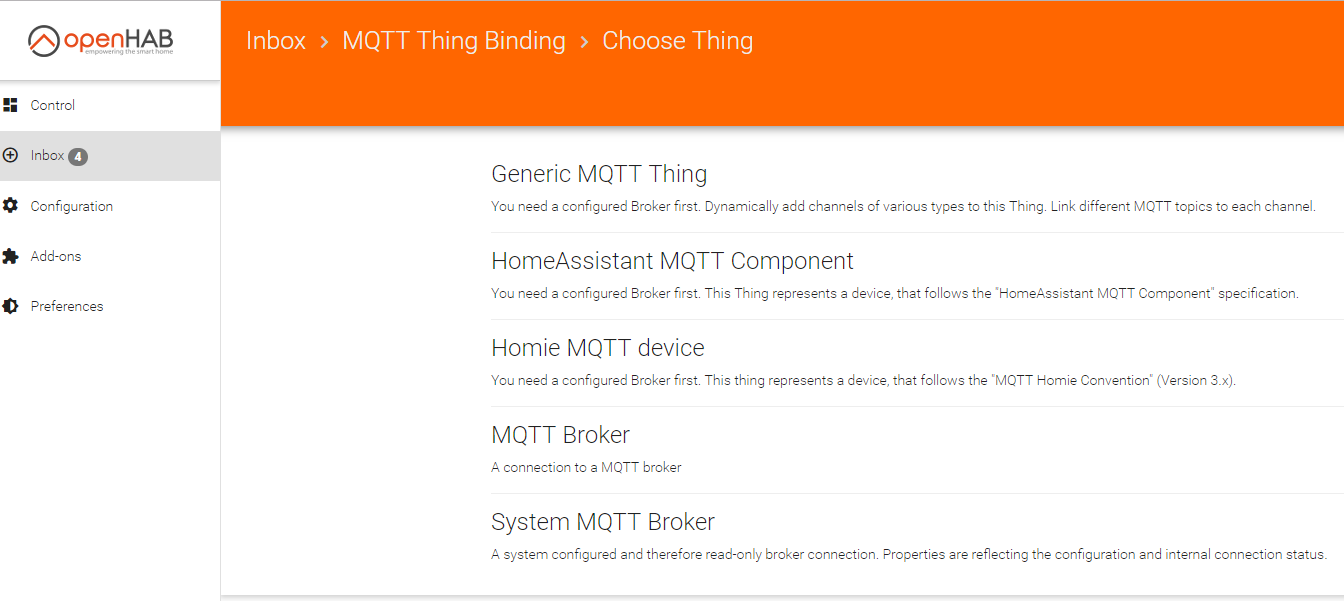 openHAB
empowering the smart home
Inbox > MQTT Thing Binding > Choose Thing
Control
Inbox 4
Configuration
Add-ons
Preferences
Generic MQTT Thing
You need a configured Broker first. Dynamically add channels of various types to this Thing. Link different MQTT topics to each channel.
HomeAssistant MQTT Component
You need a configured Broker first. This Thing represents a device, that follows the "HomeAssistant MQTT Component" specification.
Homie MQTT device
You need a configured Broker first. This thing represents a device, that follows the "MQTT Homie Convention" (Version 3.x).
MQTT Broker
A connection to a MQTT broker
System MQTT Broker
A system configured and therefore read-only broker connection. Properties are reflecting the configuration and internal connection status.